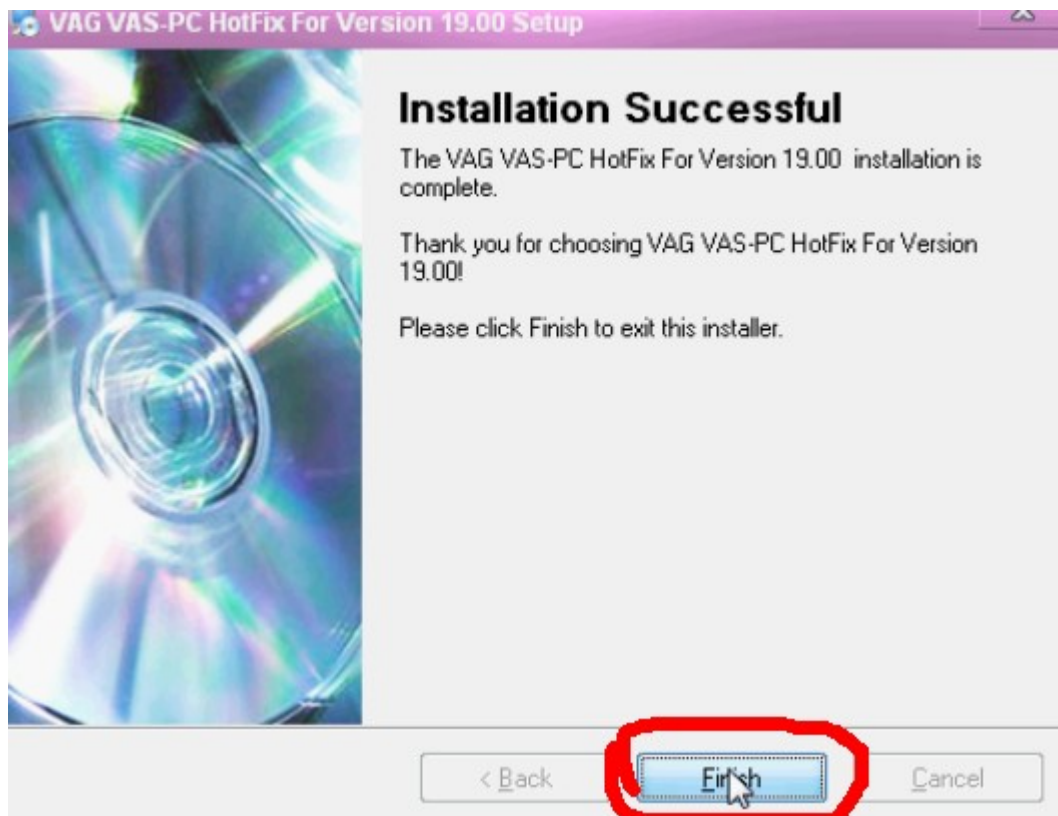 VAG VAS-PC HotFix For Version 19.00 Setup
Installation Successful
The VAG VAS-PC HotFix For Version 19.00  installation is
complete.
Thank you for choosing VAG VAS-PC HotFix For Version
19.00!
Please click Finish to exit this installer.
< Back
Finish
Cancel